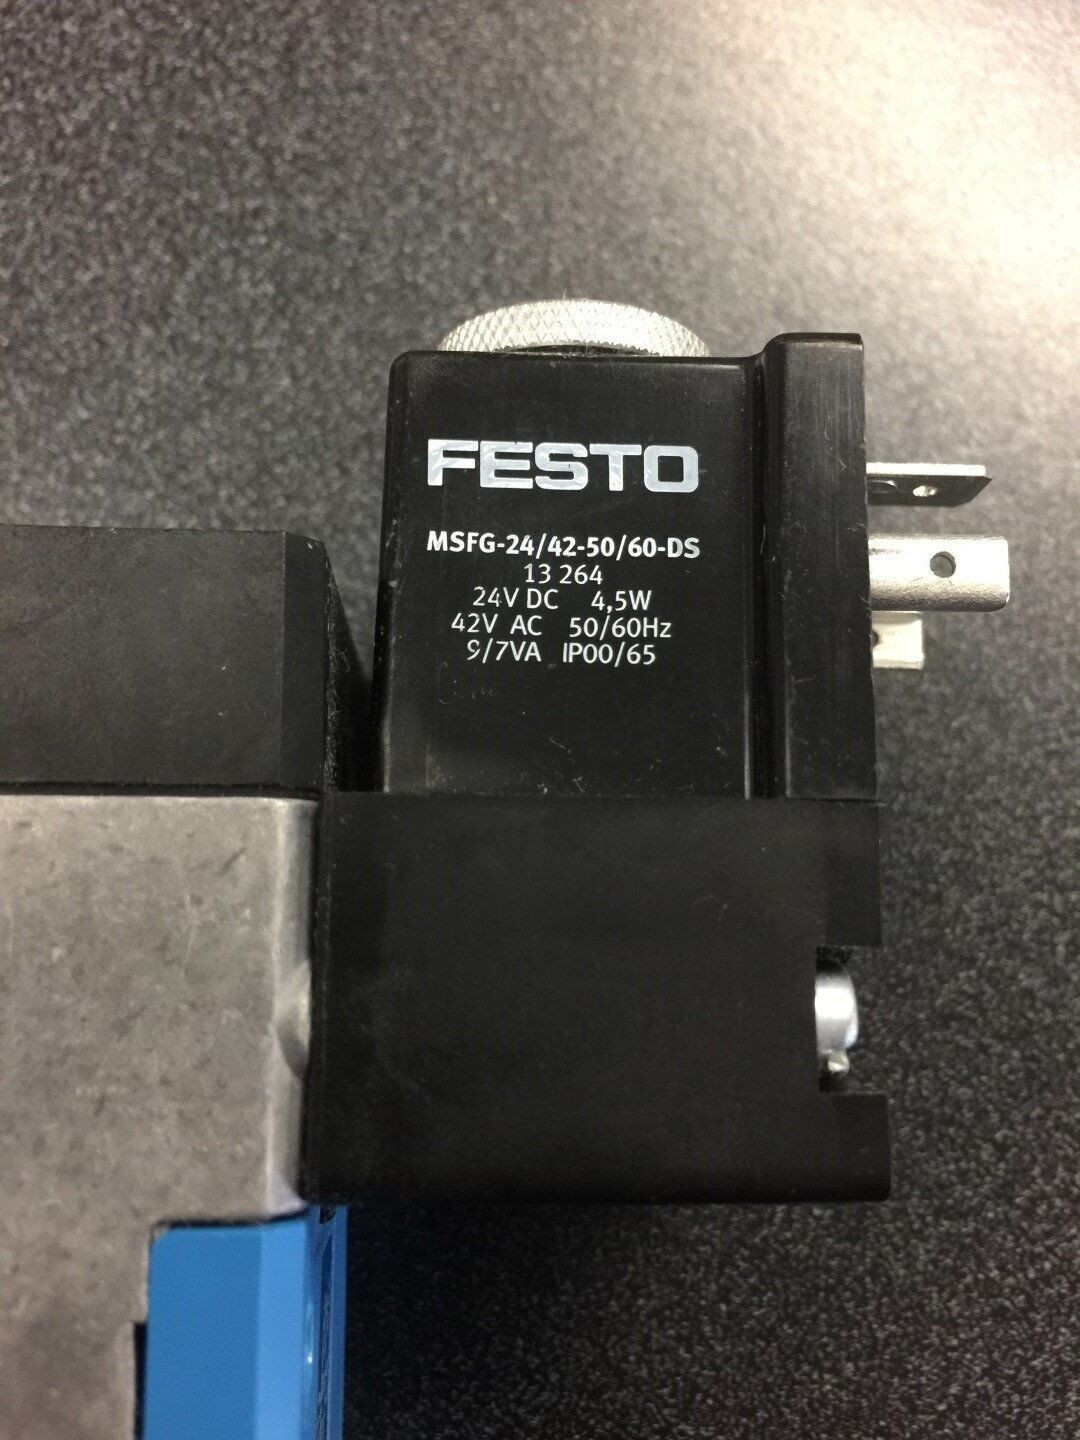 FESTO
MSFG-24/42-50/60-DS
13 264
24V DC 4,5W
42V AC 50/60Hz
9/7VA IP00/65